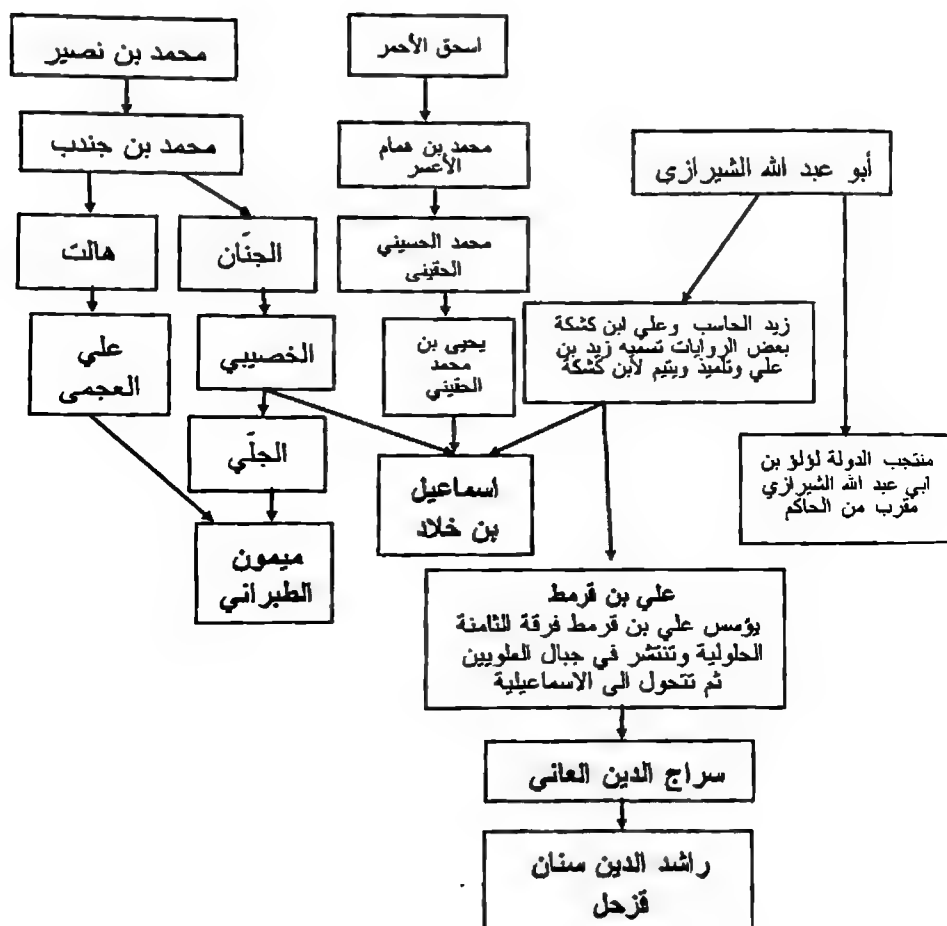 محمد بن نصير
اسحق الأحمر
محمد بن جندب
محمد بن همام
الأعسر
أبو عبد الله الشيرازى
هالت
الجنّان
محمد الحسيني
الحقينى
علي
العجمى
الخصيبي
يحيى بن
محمد
الحقيني
زيد الحاسب وعلي ابن كشكة
بعض الروايات تسميه زيد بن
علي وتلميذ ويتيم لأبن كشكة
الجلّي
اسماعيل
بن خلاد
منتجب الدولة لؤلؤ بن
ابي عبد الله الشيرازي
مقرب من الحاكم
ميمون
الطبراني
علي بن قرمط
يؤسس علي بن قرمط فرقة الثامنة
الحلولية وتنتشر في جبال العلويين
ثم تتحول الى الاسماعيلية
سراج الدين العاني
راشد الدين سنان
قزحل